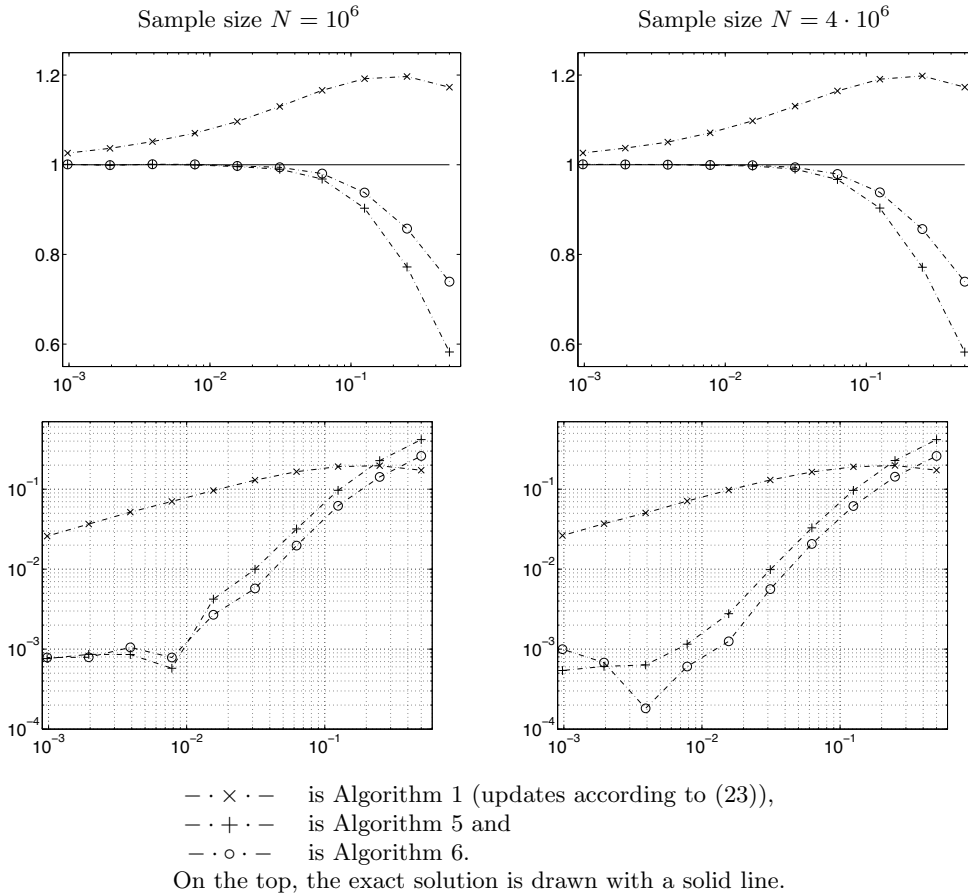 Sample size N = 10^6
Sample size N = 4 · 10^6
1.2
1
0.8
0.6
10^−3 10^−2 10^−1
1.2
1
0.8
0.6
10^−3 10^−2 10^−1
10^−1
10^−2
10^−3
10^−4
10^−3 10^−2 10^−1
10^−1
10^−2
10^−3
10^−4
10^−3 10^−2 10^−1
− · × · − is Algorithm 1 (updates according to (23)),
− · + · − is Algorithm 5 and
− · ∘ · − is Algorithm 6.
On the top, the exact solution is drawn with a solid line.